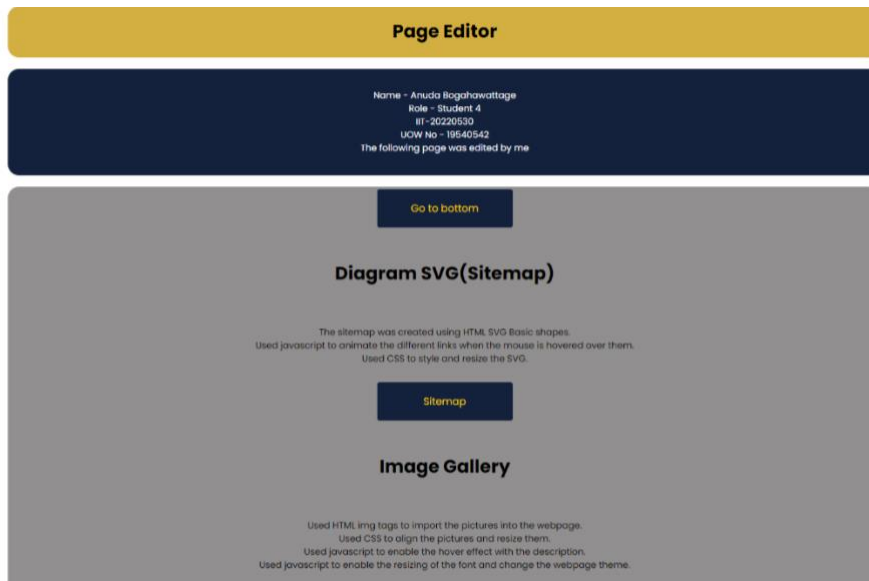 Page Editor
Name - Anuda Bogahawattage
Role - Student 4
IIT-20220530
UOW No - 19540542
The following page was edited by me
Go to bottom
Diagram SVG(Sitemap)
The sitemap was created using HTML SVG Basic shapes.
Used javascript to animate the different links when the mouse is hovered over them.
Used CSS to style and resize the SVG.
Sitemap
Image Gallery
Used HTML img tags to import the pictures into the webpage.
Used CSS to align the pictures and resize them.
Used javascript to enable the hover effect with the description.
Used javascript to enable the resizing of the font and change the webpage theme.